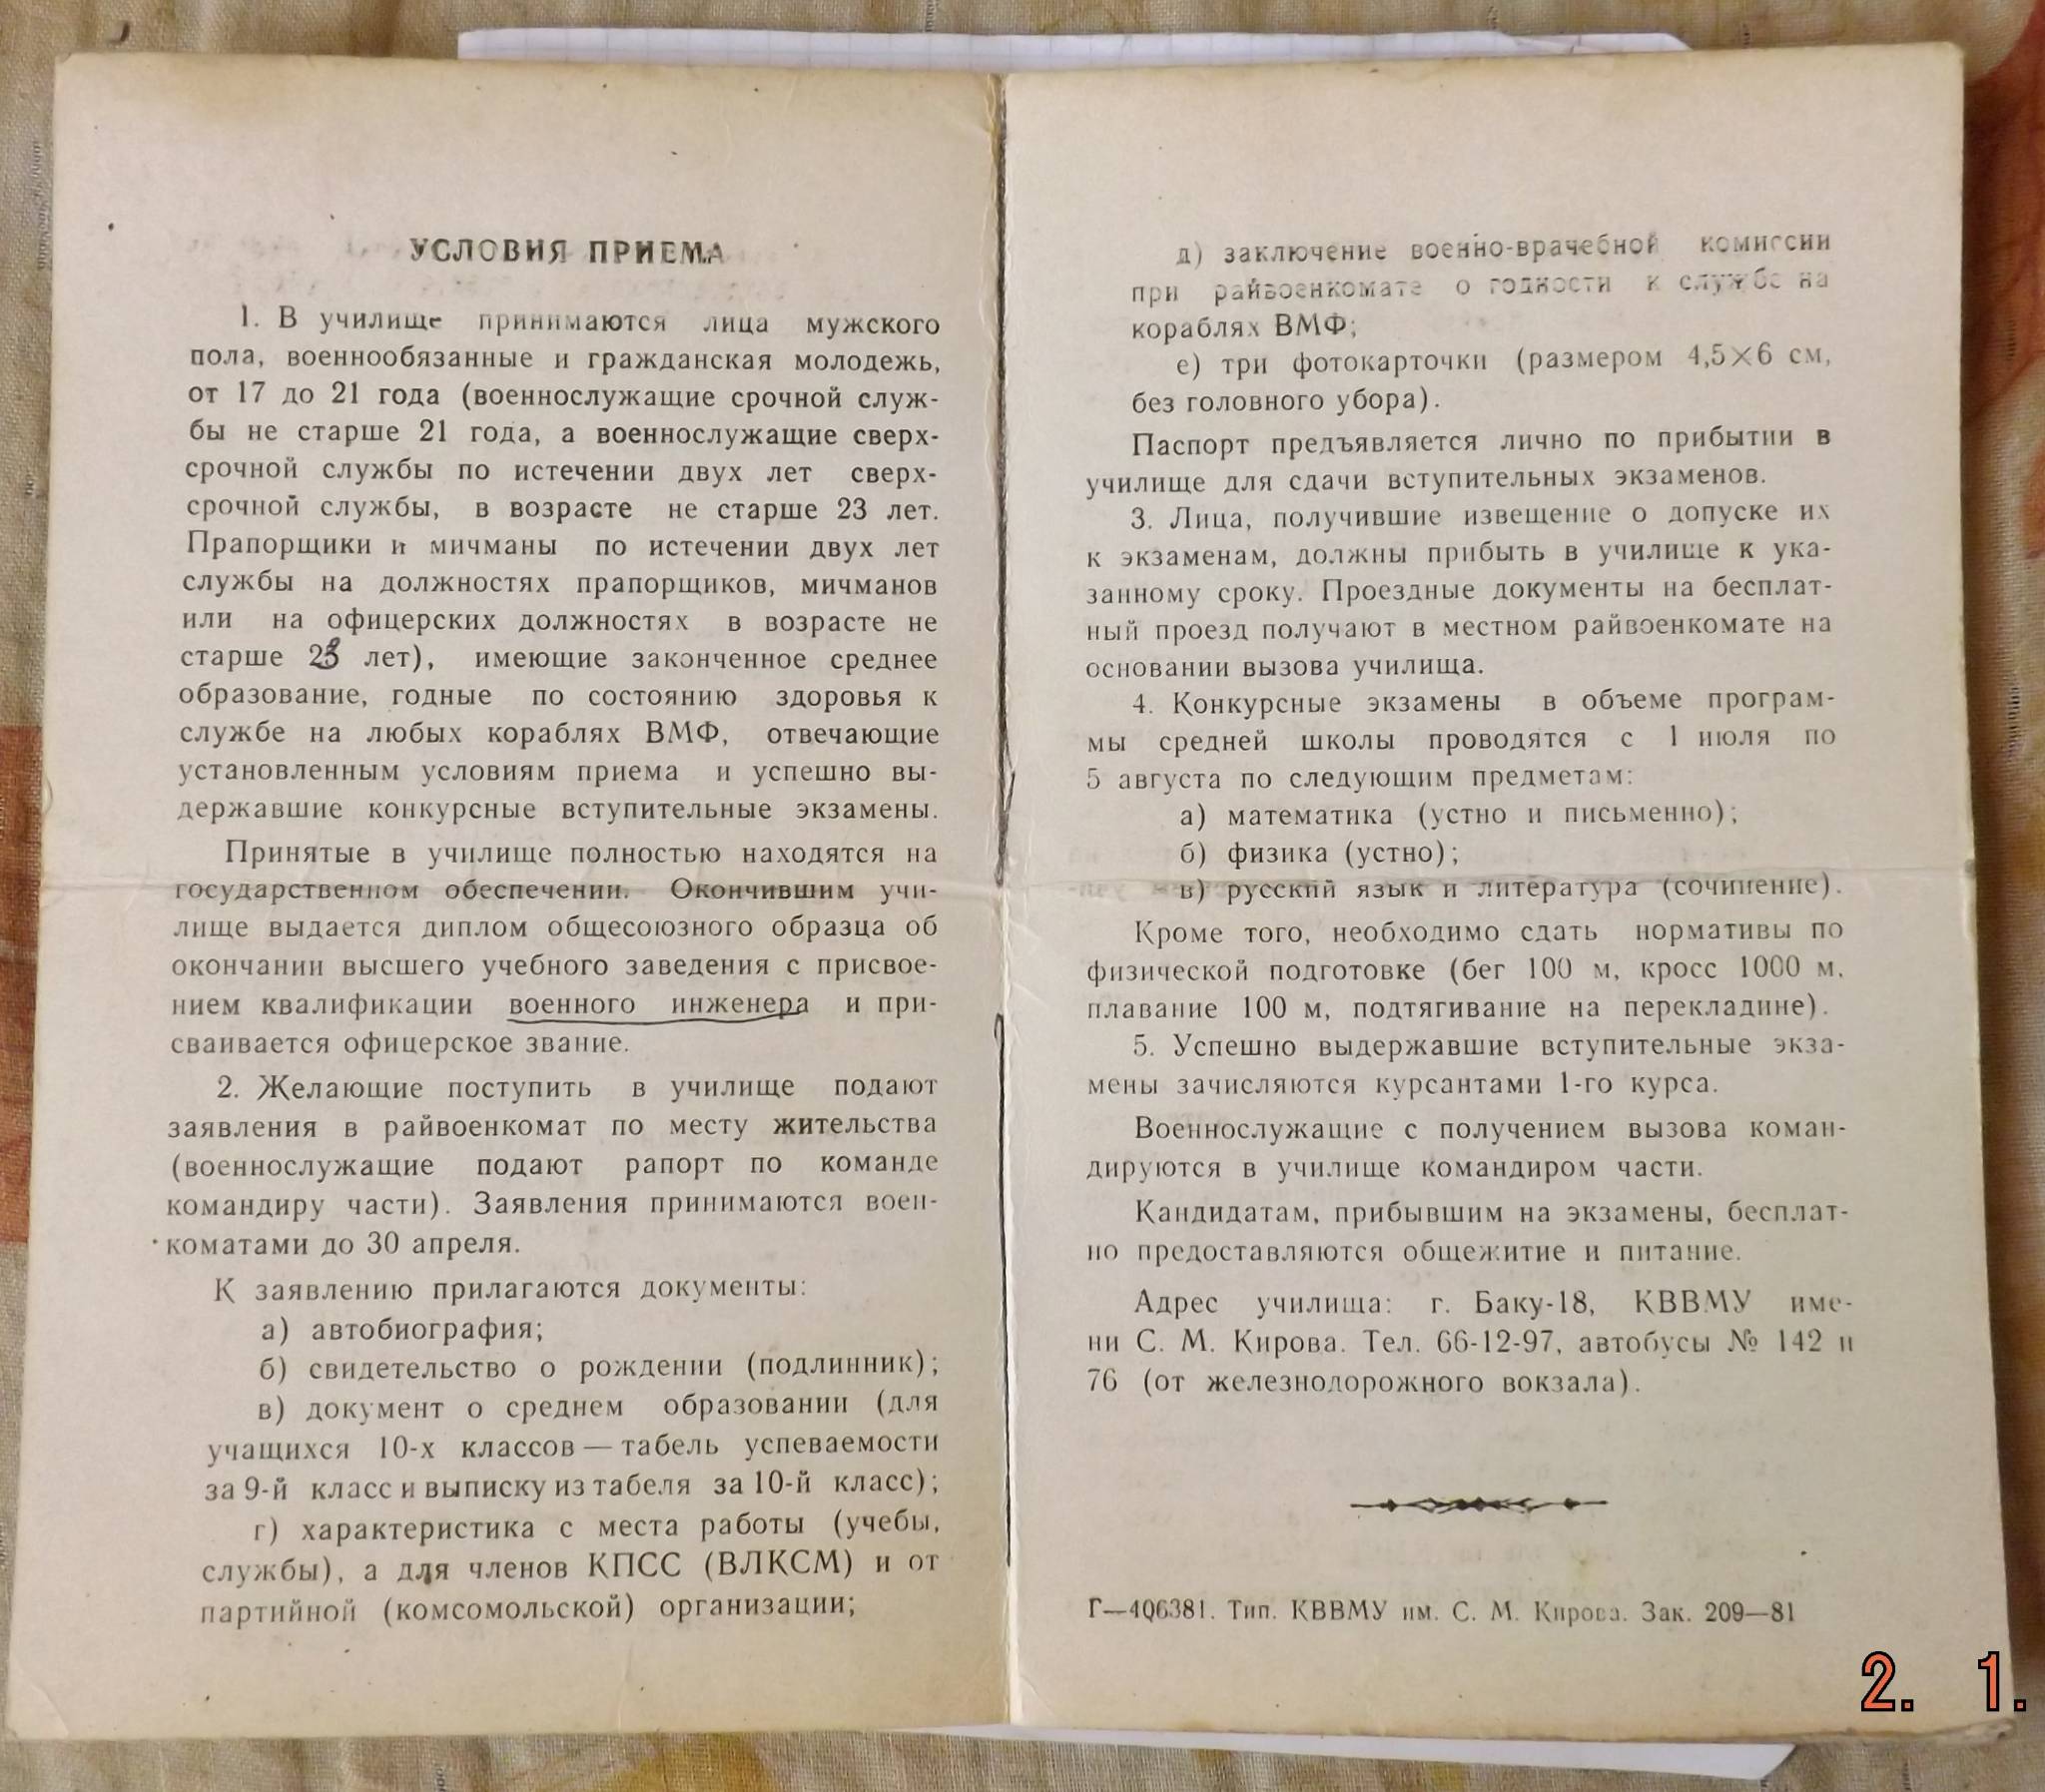 УСЛОВИЯ ПРИЕМА
1. В училище принимаются лица мужского
пола, военнообязанные и гражданская молодежь,
от 17 до 21 года (военнослужащие срочной служ-
бы не старше 21 года, а военнослужащие сверх-
срочной службы по истечении двух лет сверх-
срочной службы, в возрасте не старше 23 лет.
Прапорщики и мичманы по истечении двух лет
службы на должностях прапорщиков, мичманов
или на офицерских должностях в возрасте не
старше лет), имеющие законченное среднее
образование, годные по состоянию здоровья к
службе на любых кораблях ВМФ, отвечающие
установленным условиям приема и успешно вы-
державшие конкурсные вступительные экзамены.
Принятые в училище полностью находятся на
государственном обеспечении. Окончившим учи-
лище выдается диплом общесоюзного образца об
окончании высшего учебного заведения с присвое-
нием квалификации военного инженера и при-
сваивается офицерское звание.
2. Желающие поступить в училище подают
заявления в райвоенкомат по месту жительства
(военнослужащие подают рапорт по команде
командиру части). Заявления принимаются воен-
коматами до 30 апреля.
К заявлению прилагаются документы:
а) автобиография;
б) свидетельство о рождении (подлинник);
в) документ о среднем образовании (для
учащихся 10-х классов — табель успеваемости
за 9-й класс и выписку из табеля за 10-й класс);
г) характеристика с места работы (учебы,
службы), а для членов КПСС (ВЛКСМ) и от
партийной (комсомольской) организации;
д) заключение военно-врачебной комиссии
при райвоенкомате о годности к службе на
кораблях ВМФ;
е) три фотокарточки (размером 4,5×6 см,
без головного убора).
Паспорт предъявляется лично по прибытии в
училище для сдачи вступительных экзаменов.
3. Лица, получившие извещение о допуске их
к экзаменам, должны прибыть в училище к ука-
занному сроку. Проездные документы на бесплат-
ный проезд получают в местном райвоенкомате на
основании вызова училища.
4. Конкурсные экзамены в объеме програм-
мы средней школы проводятся с 1 июля по
5 августа по следующим предметам:
а) математика (устно и письменно);
б) физика (устно);
в) русский язык и литература (сочинение).
Кроме того, необходимо сдать нормативы по
физической подготовке (бег 100 м, кросс 1000 м,
плавание 100 м, подтягивание на перекладине).
5. Успешно выдержавшие вступительные экза-
мены зачисляются курсантами 1-го курса.
Военнослужащие с получением вызова коман-
дируются в училище командиром части.
Кандидатам, прибывшим на экзамены, бесплат-
но предоставляются общежитие и питание.
Адрес училища: г. Баку-18, КВВМУ име-
ни С. М. Кирова. Тел. 66-12-97, автобусы № 142 и
76 (от железнодорожного вокзала).
Г—406381. Тип. КВВМУ им. С. М. Кирова. Зак. 209—81
2. 1.